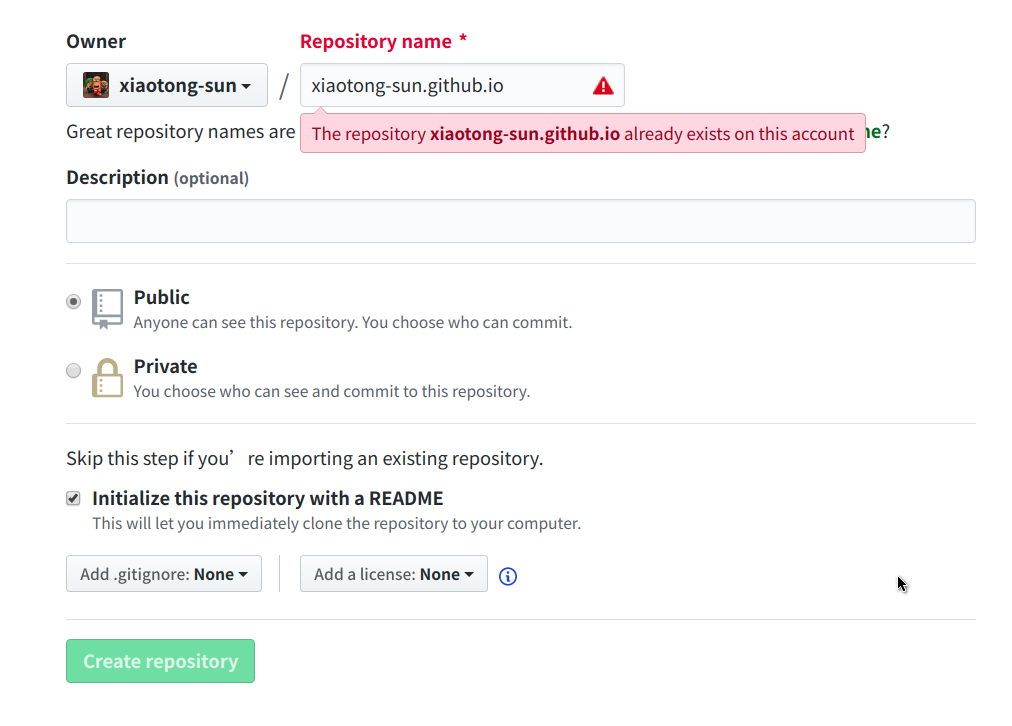 Owner Repository name *
xiaotong-sun / xiaotong-sun.github.io
Great repository names are The repository xiaotong-sun.github.io already exists on this account ?
Description (optional)
Public
Anyone can see this repository. You choose who can commit.
Private
You choose who can see and commit to this repository.
Skip this step if you’re importing an existing repository.
Initialize this repository with a README
This will let you immediately clone the repository to your computer.
Add .gitignore: None Add a license: None
Create repository